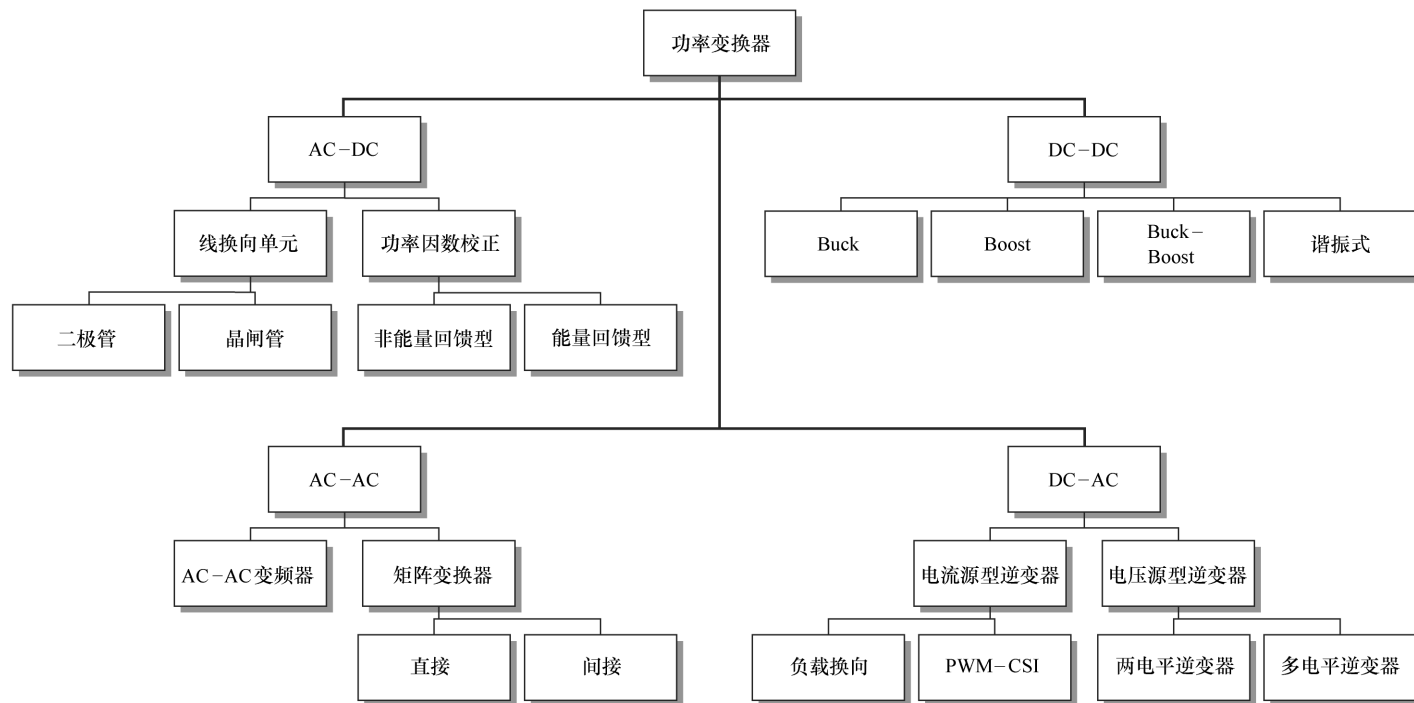 功率变换器
AC-DC
DC-DC
线换向单元
功率因数校正
Buck
Boost
Buck-
Boost
谐振式
二极管
晶闸管
非能量回馈型
能量回馈型
AC-AC
DC-AC
AC-AC变频器
矩阵变换器
电流源型逆变器
电压源型逆变器
直接
间接
负载换向
PWM-CSI
两电平逆变器
多电平逆变器